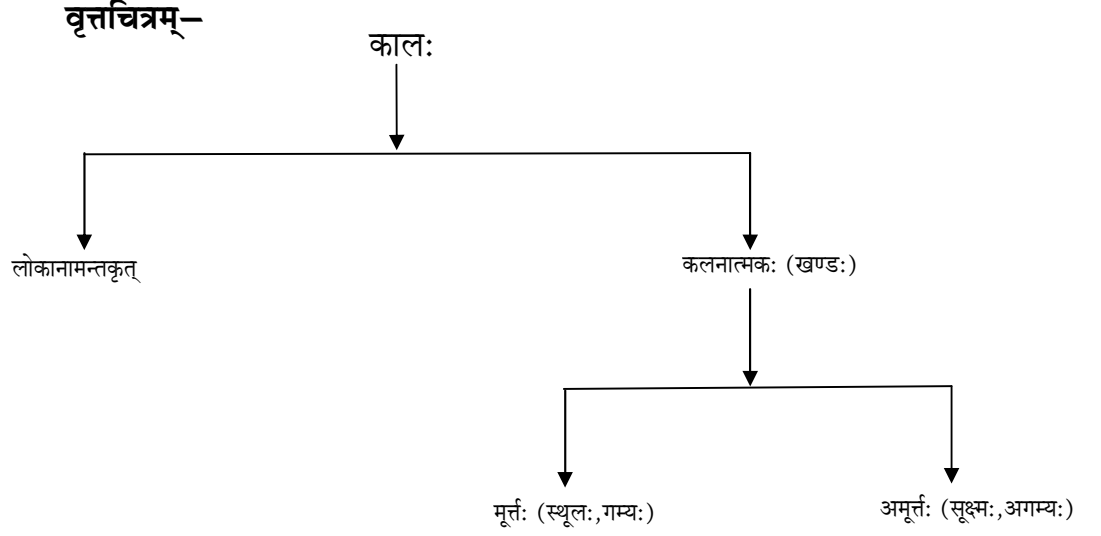 वृत्तचित्रम्–
कालः
लोकानामन्तकृत्
कलनात्मकः (खण्डः)
मूर्त्तः (स्थूलः,गम्यः)
अमूर्त्तः (सूक्ष्मः,अगम्यः)